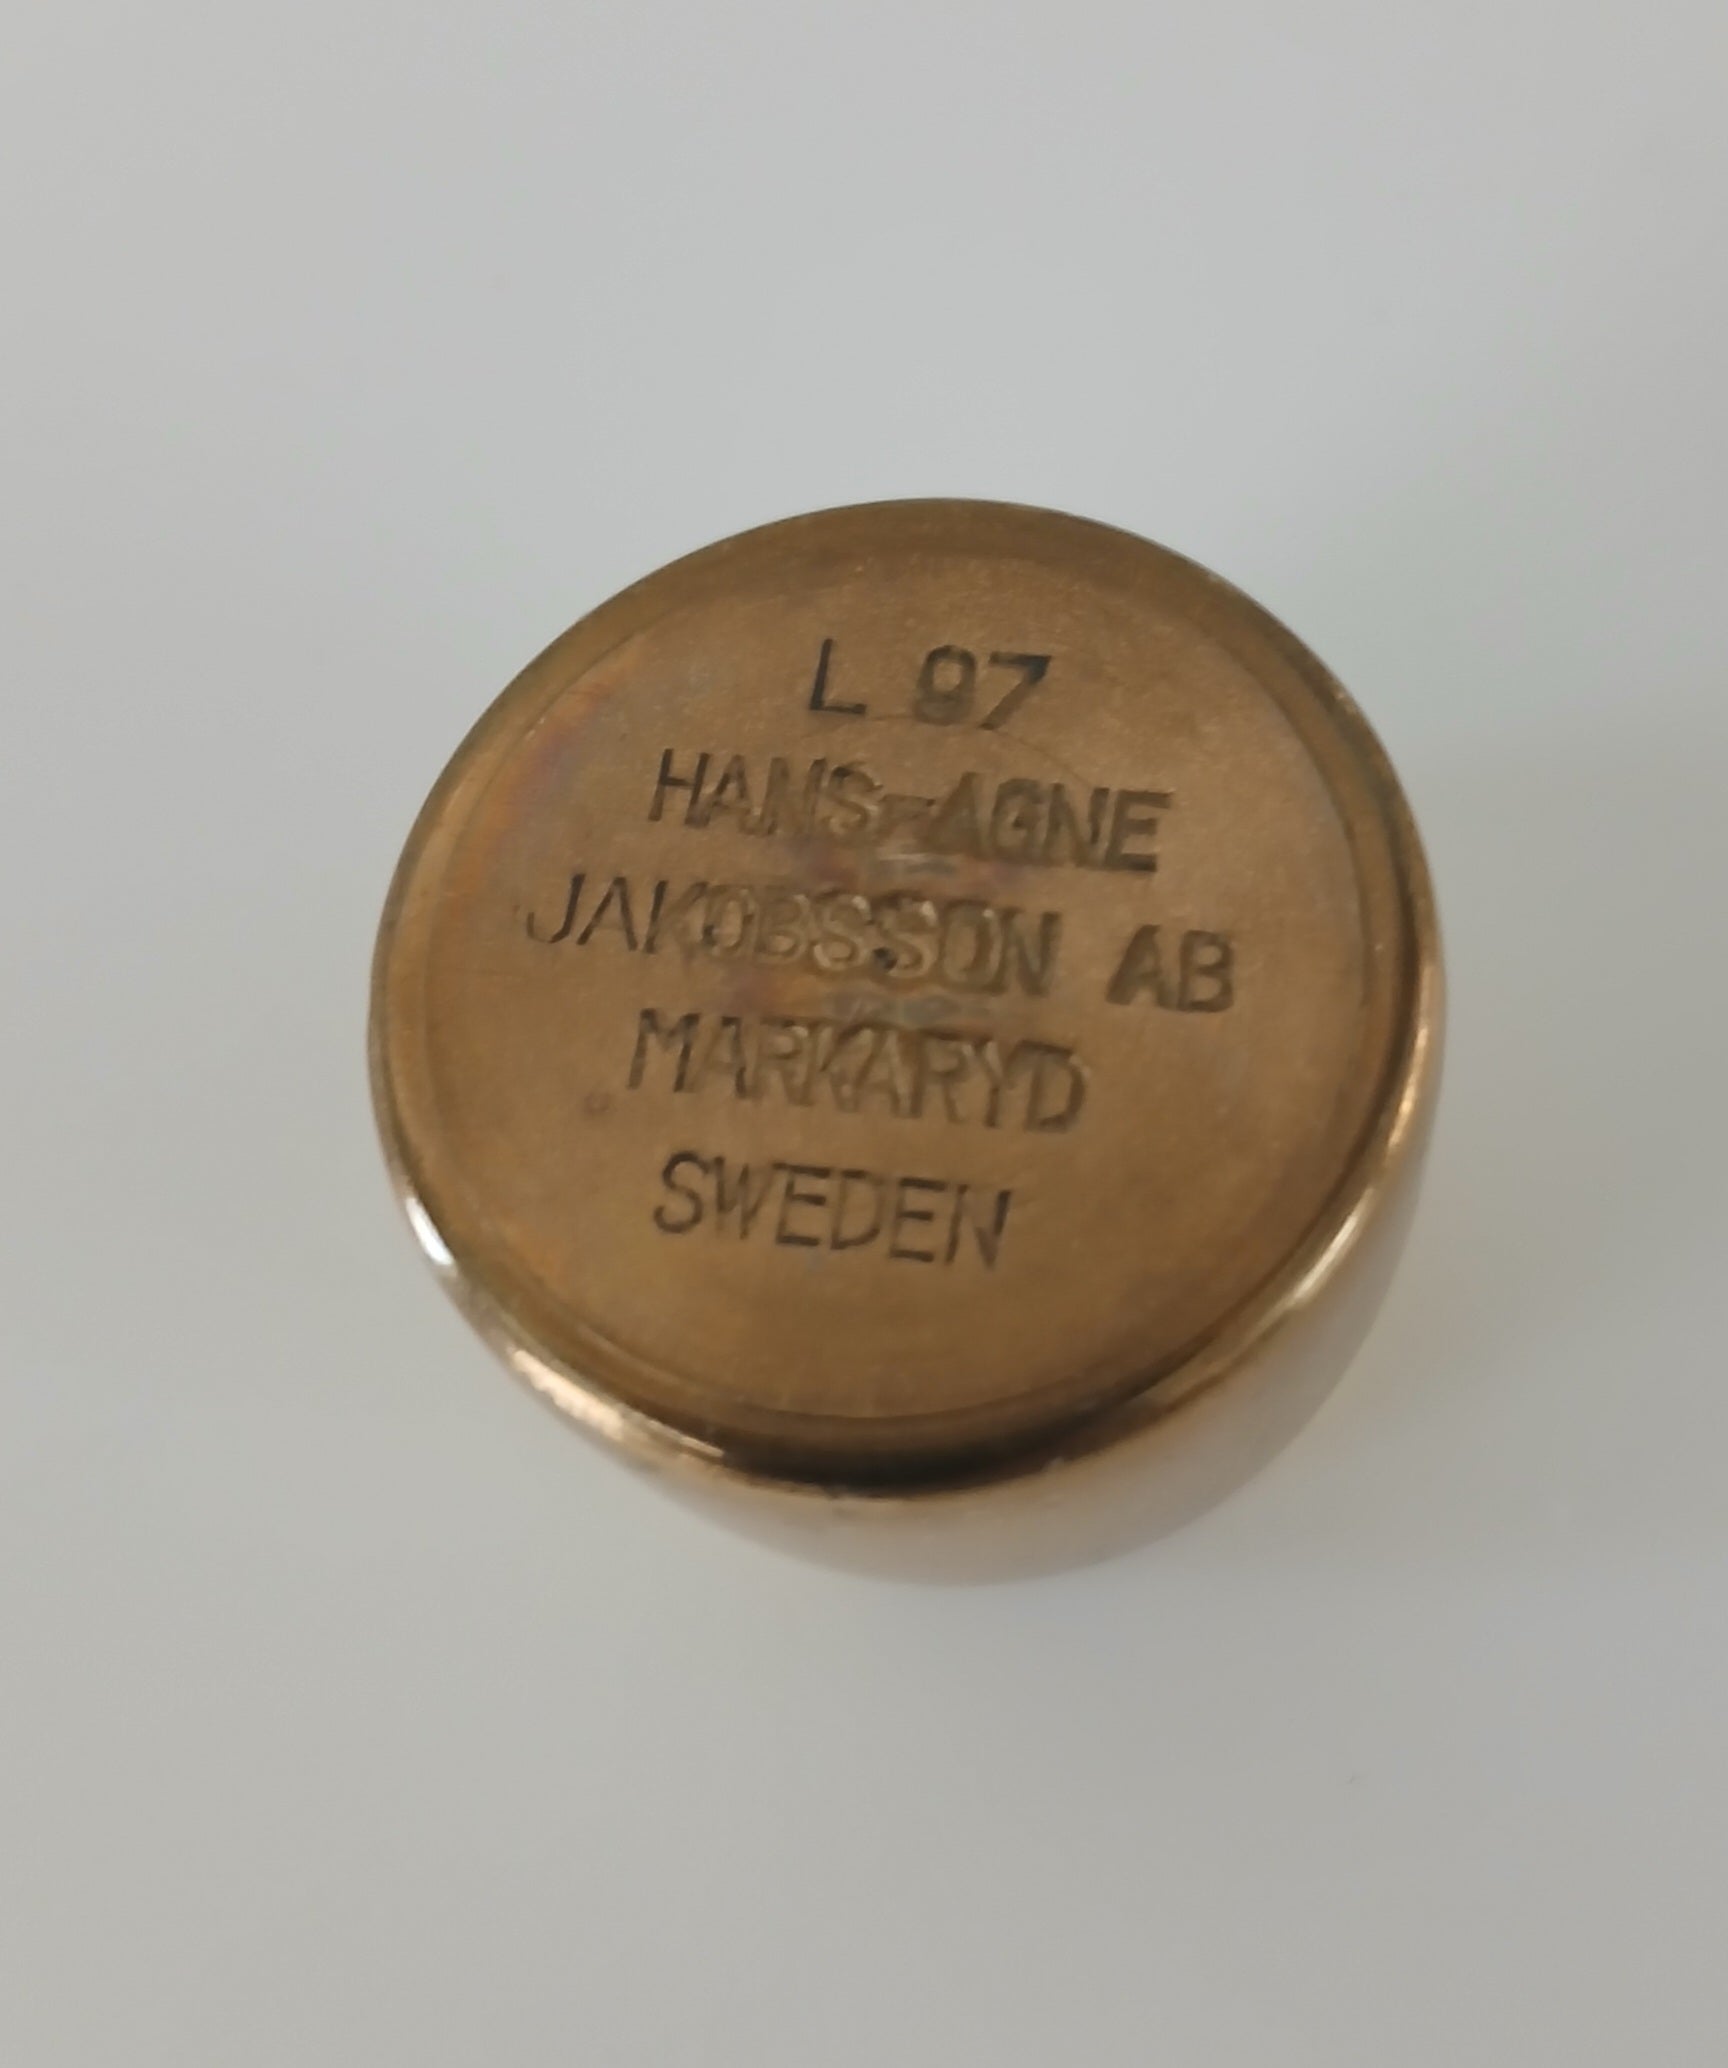 L 97
HANS-AGNE
JAKOBSSON AB
MARKARYD
SWEDEN